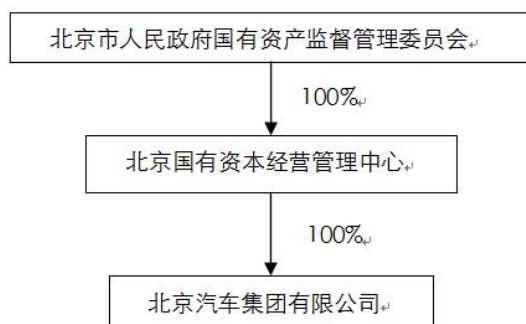 北京市人民政府国有资产监督管理委员会
100%
北京国有资本经营管理中心
100%
北京汽车集团有限公司